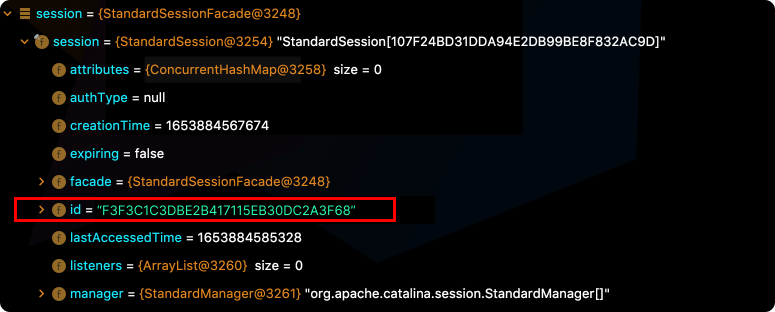 session = {StandardSessionFacade@3248}
f session = {StandardSession@3254} "StandardSession[107F24BD31DDA94E2DB99BE8F832AC9D]"
f attributes = {ConcurrentHashMap@3258} size = 0
f authType = null
f creationTime = 1653884567674
f expiring = false
f facade = {StandardSessionFacade@3248}
f id = "F3F3C1C3DBE2B417115EB30DC2A3F68"
f lastAccessedTime = 1653884585328
f listeners = {ArrayList@3260} size = 0
f manager = {StandardManager@3261} "org.apache.catalina.session.StandardManager[]"